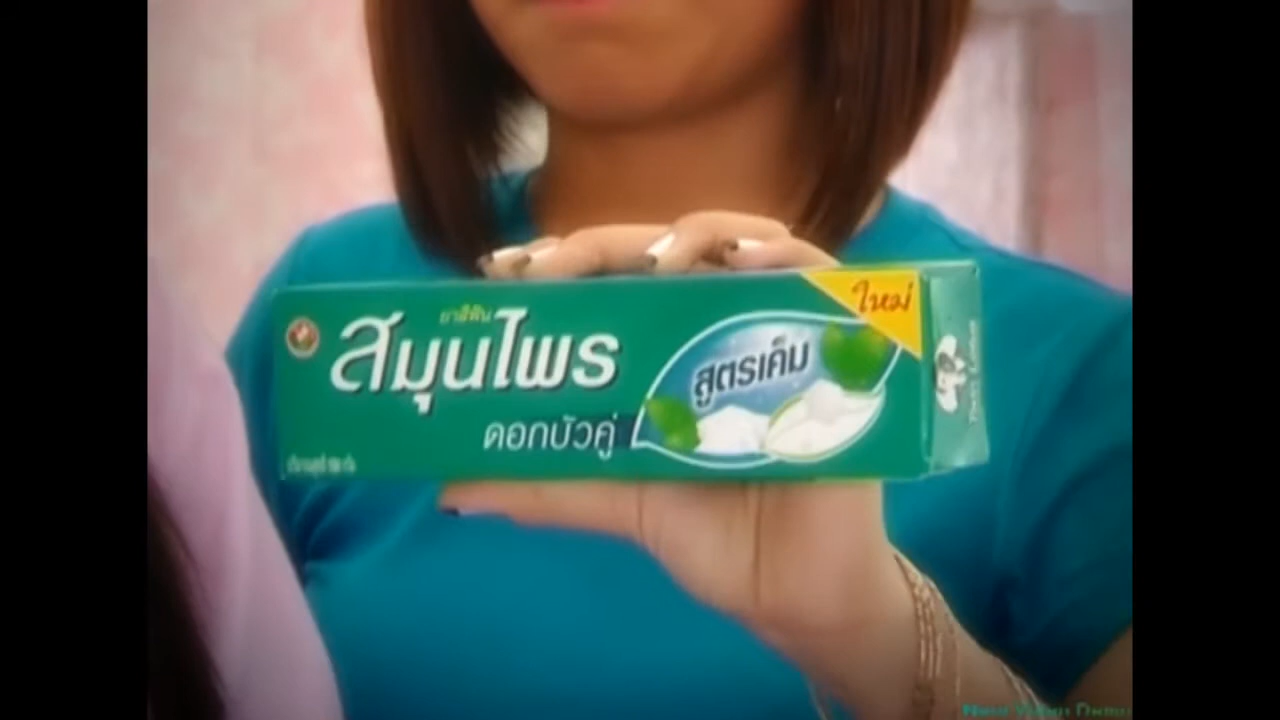 ยาสีฟัน
สมุนไพร
ดอกบัวคู่
สูตรเค็ม
ใหม่